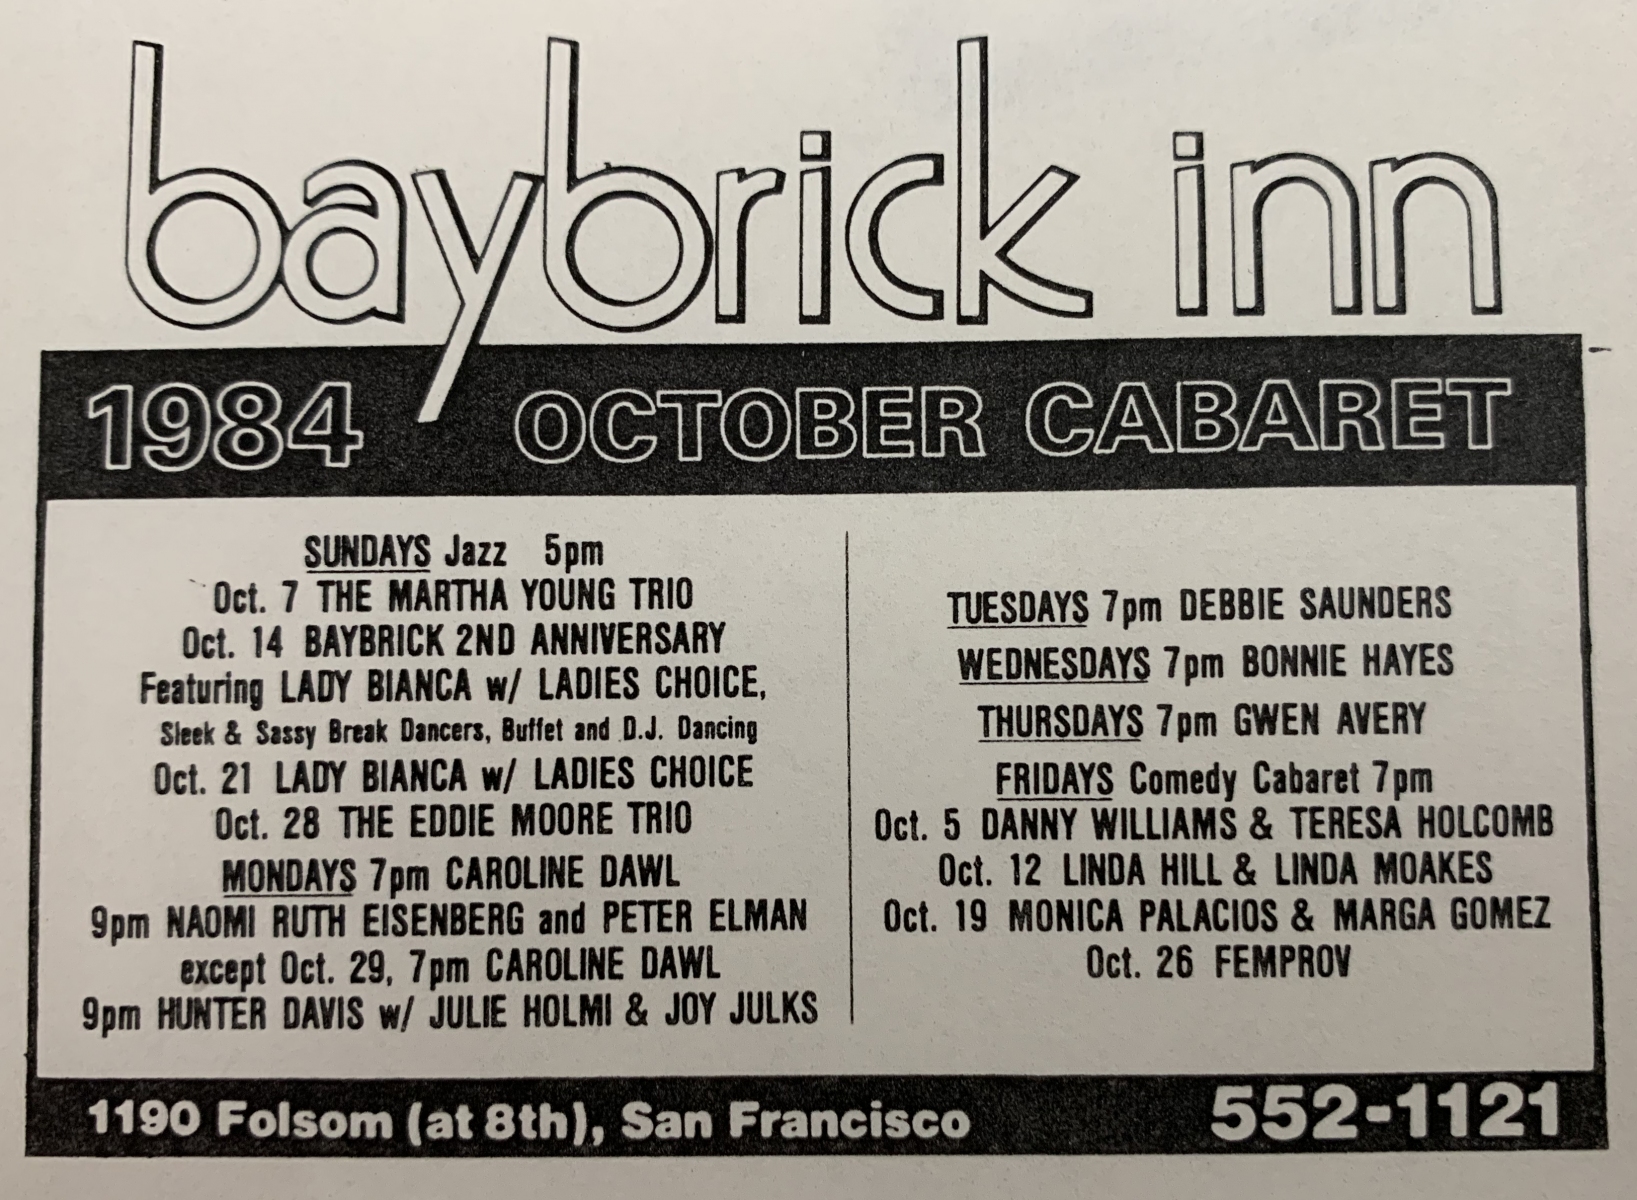 baybrick inn
1984 OCTOBER CABARET
SUNDAYS Jazz 5pm
Oct. 7 THE MARTHA YOUNG TRIO
Oct. 14 BAYBRICK 2ND ANNIVERSARY
Featuring LADY BIANCA w/ LADIES CHOICE,
Sleek & Sassy Break Dancers, Buffet and D.J. Dancing
Oct. 21 LADY BIANCA w/ LADIES CHOICE
Oct. 28 THE EDDIE MOORE TRIO
MONDAYS 7pm CAROLINE DAWL
9pm NAOMI RUTH EISENBERG and PETER ELMAN
except Oct. 29, 7pm CAROLINE DAWL
9pm HUNTER DAVIS w/ JULIE HOLMI & JOY JULKS
TUESDAYS 7pm DEBBIE SAUNDERS
WEDNESDAYS 7pm BONNIE HAYES
THURSDAYS 7pm GWEN AVERY
FRIDAYS Comedy Cabaret 7pm
Oct. 5 DANNY WILLIAMS & TERESA HOLCOMB
Oct. 12 LINDA HILL & LINDA MOAKES
Oct. 19 MONICA PALACIOS & MARGA GOMEZ
Oct. 26 FEMPROV
1190 Folsom (at 8th), San Francisco
552-1121